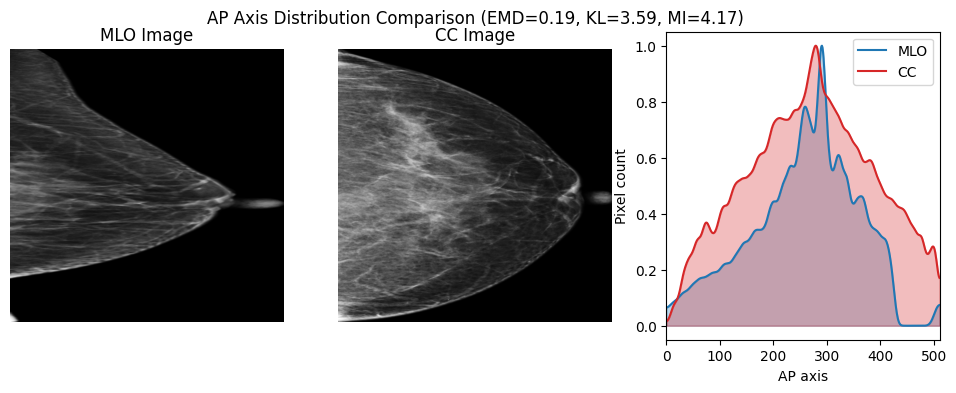 AP Axis Distribution Comparison (EMD=0.19, KL=3.59, MI=4.17)
MLO Image
CC Image
MLO
CC
Pixel count
1.0
0.8
0.6
0.4
0.2
0.0
0 100 200 300 400 500
AP axis